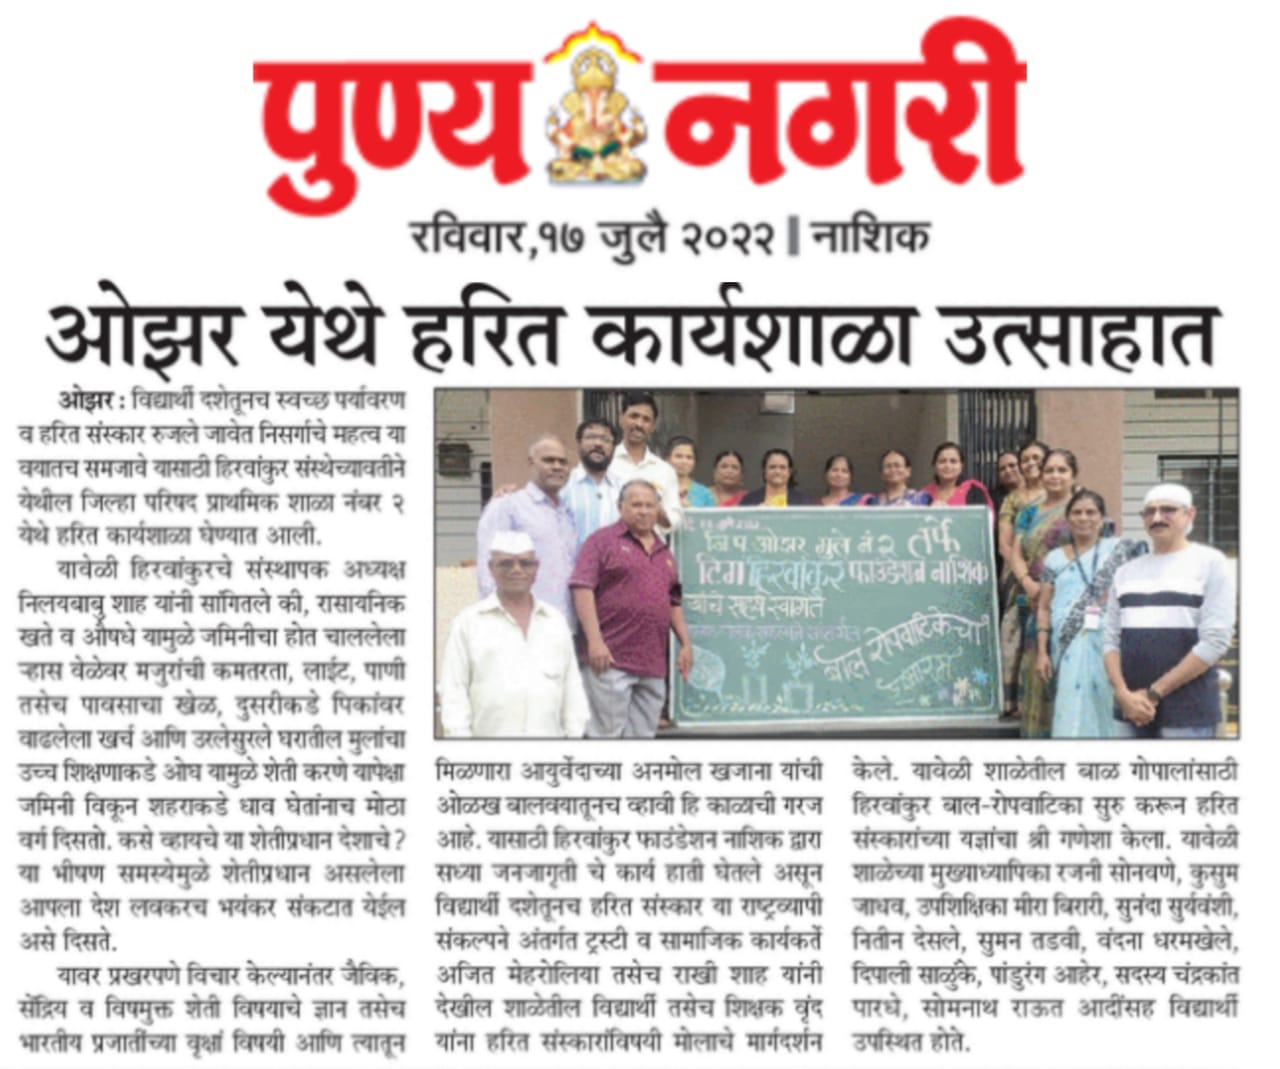 पुण्य नगरी
रविवार,१७ जुलै २०२२ | नाशिक
ओझर येथे हरित कार्यशाळा उत्साहात
ओझर : विद्यार्थी दशेतूनच स्वच्छ पर्यावरण
व हरित संस्कार रुजले जावेत निसर्गाचे महत्व या
वयातच समजावे यासाठी हिरवांकुर संस्थेच्यावतीने
येथील जिल्हा परिषद प्राथमिक शाळा नंबर २
येथे हरित कार्यशाळा घेण्यात आली.
यावेळी हिरवांकुरचे संस्थापक अध्यक्ष
निलयबाबु शाह यांनी सांगितले की, रासायनिक
खते व औषधे यामुळे जमिनीचा होत चाललेला
ऱ्हास वेळेवर मजुरांची कमतरता, लाईट, पाणी
तसेच पावसाचा खेळ, दुसरीकडे पिकांवर
वाढलेला खर्च आणि उरलेसुरले घरातील मुलांचा
उच्च शिक्षणाकडे ओघ यामुळे शेती करणे यापेक्षा
जमिनी विकून शहराकडे धाव घेतांनाच मोठा
वर्ग दिसतो. कसे व्हायचे या शेतीप्रधान देशाचे?
या भीषण समस्येमुळे शेतीप्रधान असलेला
आपला देश लवकरच भयंकर संकटात येईल
असे दिसते.
यावर प्रखरपणे विचार केल्यानंतर जैविक,
सेंद्रिय व विषमुक्त शेती विषयाचे ज्ञान तसेच
भारतीय प्रजातींच्या वृक्षां विषयी आणि त्यातून
जि प ओझर मुले नं २ तर्फे
टिम हिरवांकुर फाउंडेशन नाशिक
यांचे सहर्ष स्वागत
बाल रोपवाटिकेचा
शुभारंभ
मिळणारा आयुर्वेदाच्या अनमोल खजाना यांची
ओळख बालवयातूनच व्हावी हि काळाची गरज
आहे. यासाठी हिरवांकुर फाउंडेशन नाशिक द्वारा
सध्या जनजागृती चे कार्य हाती घेतले असून
विद्यार्थी दशेतूनच हरित संस्कार या राष्ट्रव्यापी
संकल्पने अंतर्गत ट्रस्टी व सामाजिक कार्यकर्ते
अजित मेहरोलिया तसेच राखी शाह यांनी
देखील शाळेतील विद्यार्थी तसेच शिक्षक वृंद
यांना हरित संस्कारांविषयी मोलाचे मार्गदर्शन
केले. यावेळी शाळेतील बाळ गोपालांसाठी
हिरवांकुर बाल-रोपवाटिका सुरु करून हरित
संस्कारांच्या यज्ञांचा श्री गणेशा केला. यावेळी
शाळेच्या मुख्याध्यापिका रजनी सोनवणे, कुसुम
जाधव, उपशिक्षिका मीरा बिरारी, सुनंदा सुर्यवंशी,
नितीन देसले, सुमन तडवी, वंदना धरमखेले,
दिपाली साळुंके, पांडुरंग आहेर, सदस्य चंद्रकांत
पारधे, सोमनाथ राऊत आदींसह विद्यार्थी
उपस्थित होते.